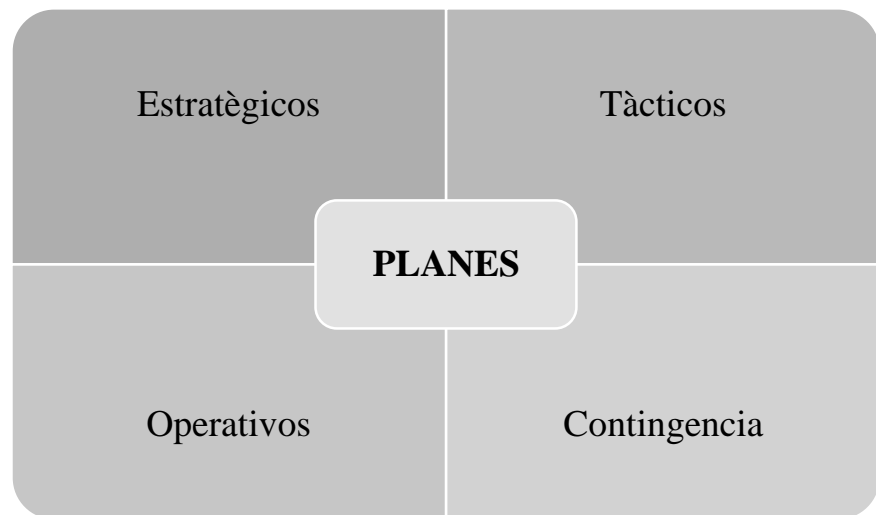 Estratègicos
Tàcticos
PLANES
Operativos
Contingencia